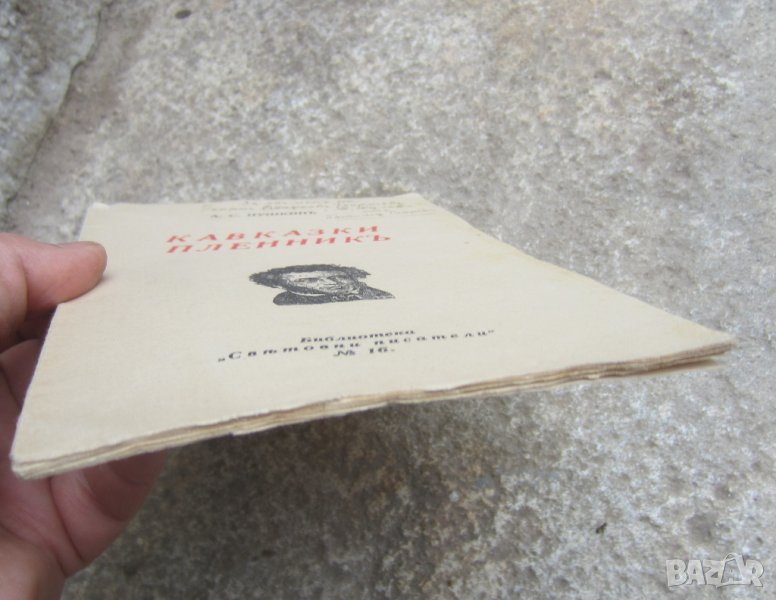 А. С. Пушкинъ
КАВКАЗКИ
ПЛЕННИКЪ
Библиотека
„Свѣтовни писатели“
№ 16.
BAZAR